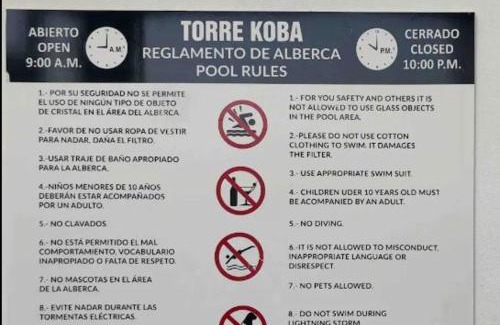 ABIERTO
OPEN
9:00 A.M.
A.M.
TORRE KOBA
REGLAMENTO DE ALBERCA
POOL RULES
P.M.
CERRADO
CLOSED
10:00 P.M.
1.- POR SU SEGURIDAD NO SE PERMITE
EL USO DE NINGÚN TIPO DE OBJETO
DE CRISTAL EN EL ÁREA DEL ALBERCA.
2.-FAVOR DE NO USAR ROPA DE VESTIR
PARA NADAR, DAÑA EL FILTRO.
3.-USAR TRAJE DE BAÑO APROPIADO
PARA LA ALBERCA.
4.-NIÑOS MENORES DE 10 AÑOS
DEBERÁN ESTAR ACOMPAÑADOS
POR UN ADULTO.
5.- NO CLAVADOS.
6.- NO ESTÁ PERMITIDO EL MAL
COMPORTAMIENTO, VOCABULARIO
INAPROPIADO O FALTA DE RESPETO.
7.- NO MASCOTAS EN EL ÁREA
DE LA ALBERCA.
8.- EVITE NADAR DURANTE LAS
TORMENTAS ELÉCTRICAS.
1.- FOR YOU SAFETY AND OTHERS IT IS
NOT ALLOWED TO USE GLASS OBJECTS
IN THE POOL AREA.
2.-PLEASE DO NOT USE COTTON
CLOTHING TO SWIM. IT DAMAGES
THE FILTER.
3.- USE APPROPRIATE SWIM SUIT.
4.- CHILDREN UDER 10 YEARS OLD MUST
BE ACOMPANIED BY AN ADULT.
5.- NO DIVING.
6.-IT IS NOT ALLOWED TO MISCONDUCT,
INAPPROPRIATE LANGUAGE OR
DISRESPECT.
7.- NO PETS ALLOWED.
8.- DO NOT SWIM DURING
LIGHTNING STORM.